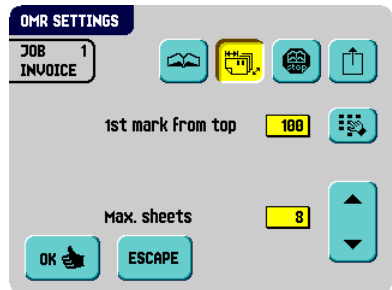 OMR SETTINGS
JOB 1
INVOICE
stop
1st mark from top 100
Max. sheets 8
OK ESCAPE